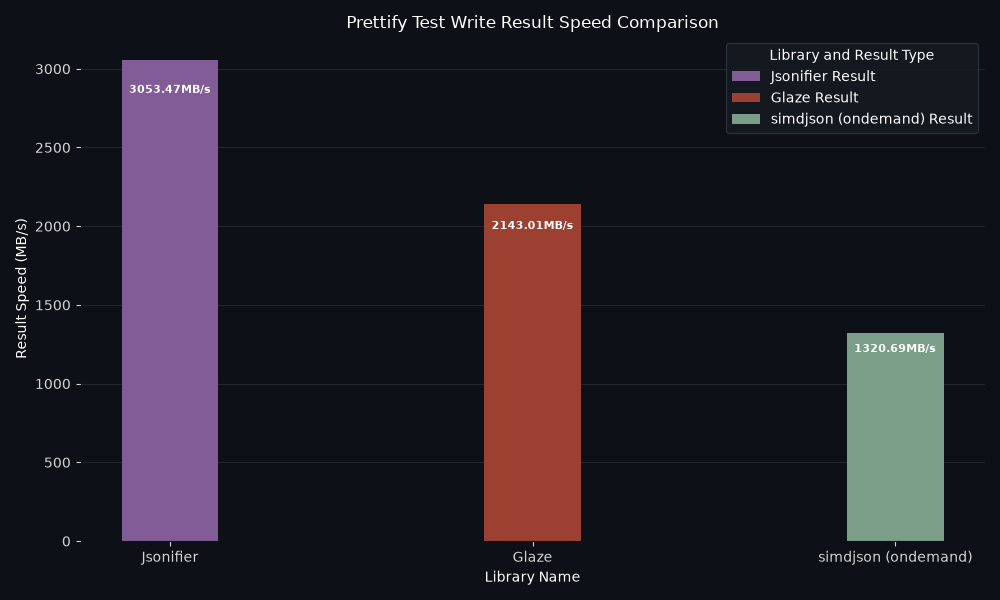 Prettify Test Write Result Speed Comparison
Library and Result Type
Jsonifier Result
Glaze Result
simdjson (ondemand) Result
Result Speed (MB/s)
3000
2500
2000
1500
1000
500
0
3053.47MB/s
2143.01MB/s
1320.69MB/s
Jsonifier
Glaze
simdjson (ondemand)
Library Name